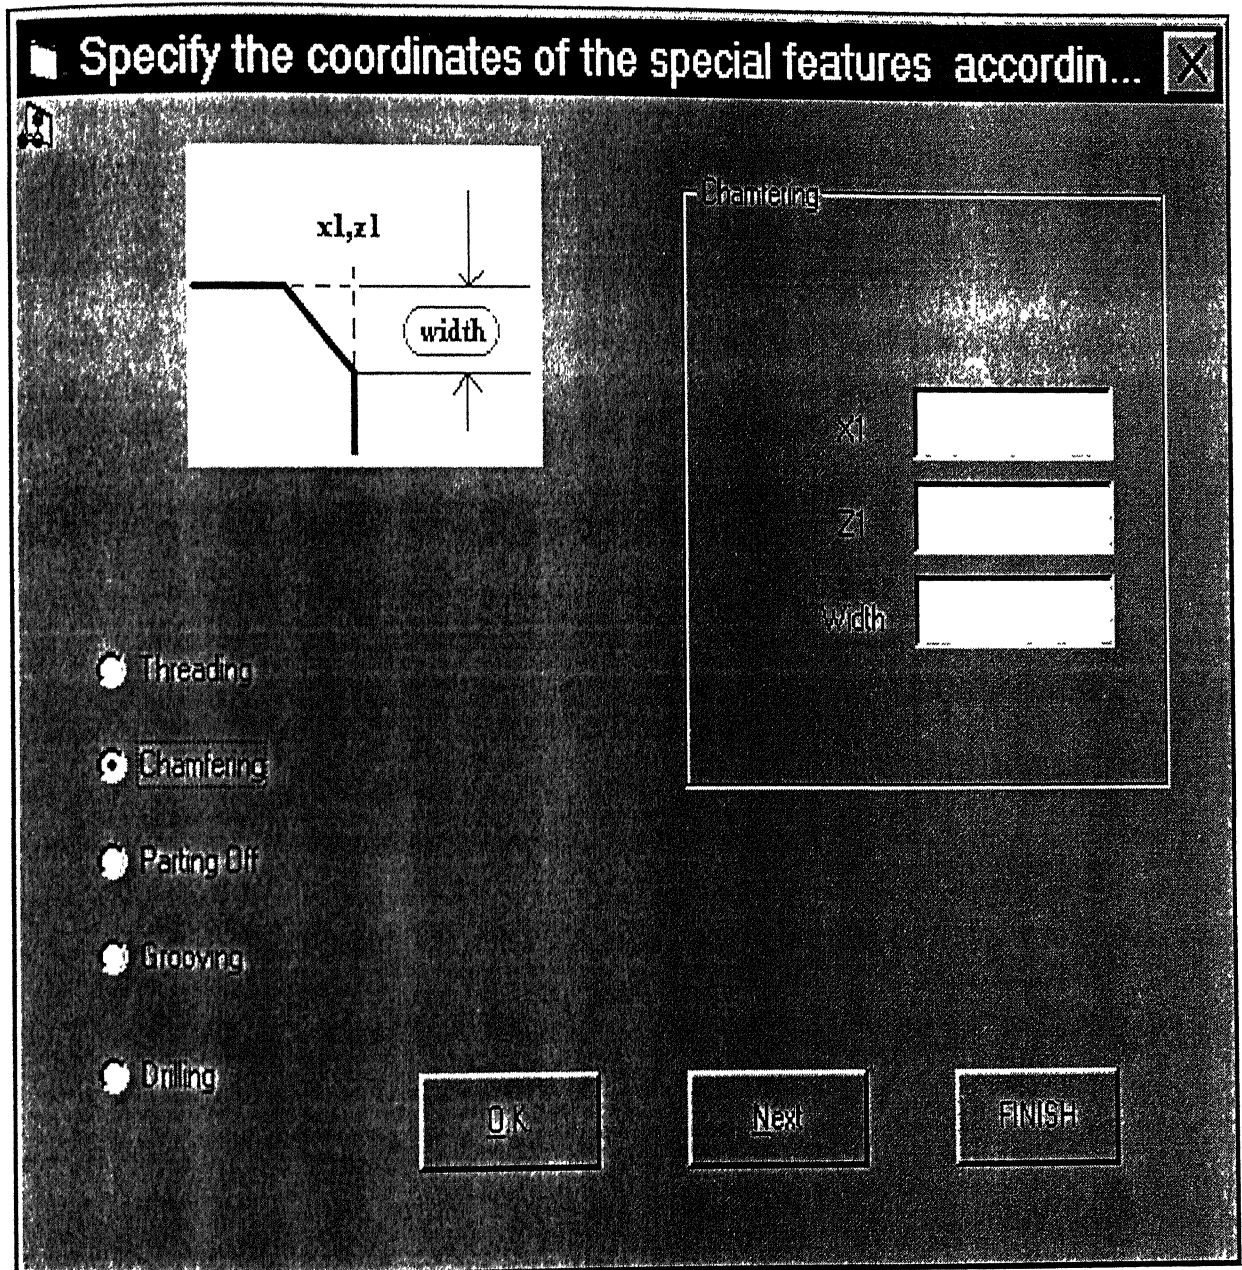 Specify the coordinates of the special features accordin...
x1,z1
width
Chamfering
X1
Z1
Width
Threading
Chamfering
Parting Off
Grooving
Drilling
O.K
Next
FINISH